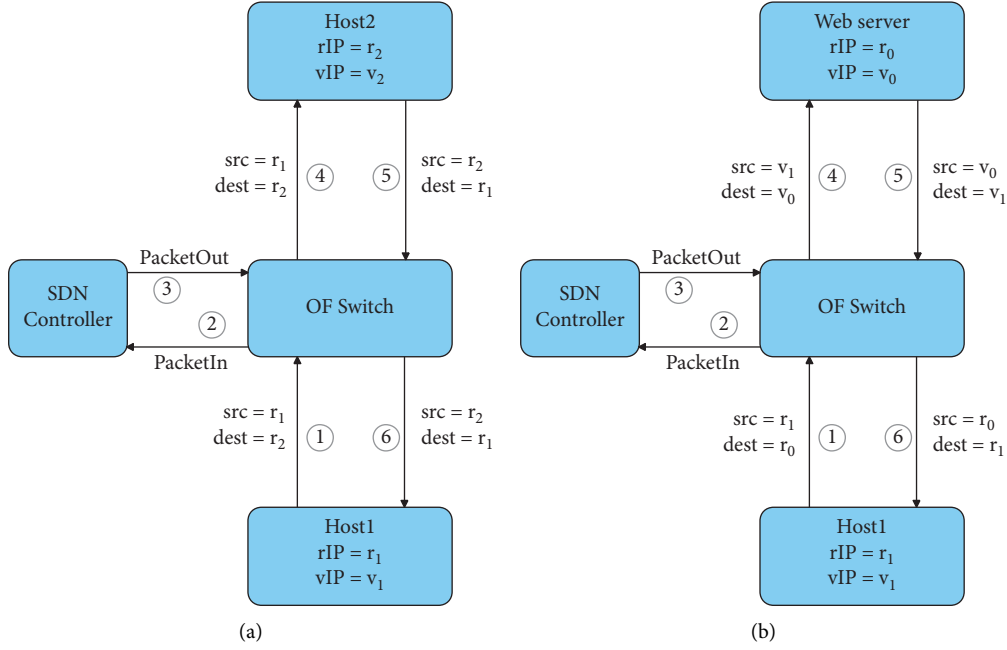 Host2
rIP = r₂
vIP = v₂
src = r₁
dest = r₂
4
5
src = r₂
dest = r₁
PacketOut
3
SDN
Controller
2
PacketIn
OF Switch
src = r₁
dest = r₂
1
6
src = r₂
dest = r₁
Host1
rIP = r₁
vIP = v₁
(a)
Web server
rIP = r₀
vIP = v₀
src = v₁
dest = v₀
4
5
src = v₀
dest = v₁
PacketOut
3
SDN
Controller
2
PacketIn
OF Switch
src = r₁
dest = r₀
1
6
src = r₀
dest = r₁
Host1
rIP = r₁
vIP = v₁
(b)